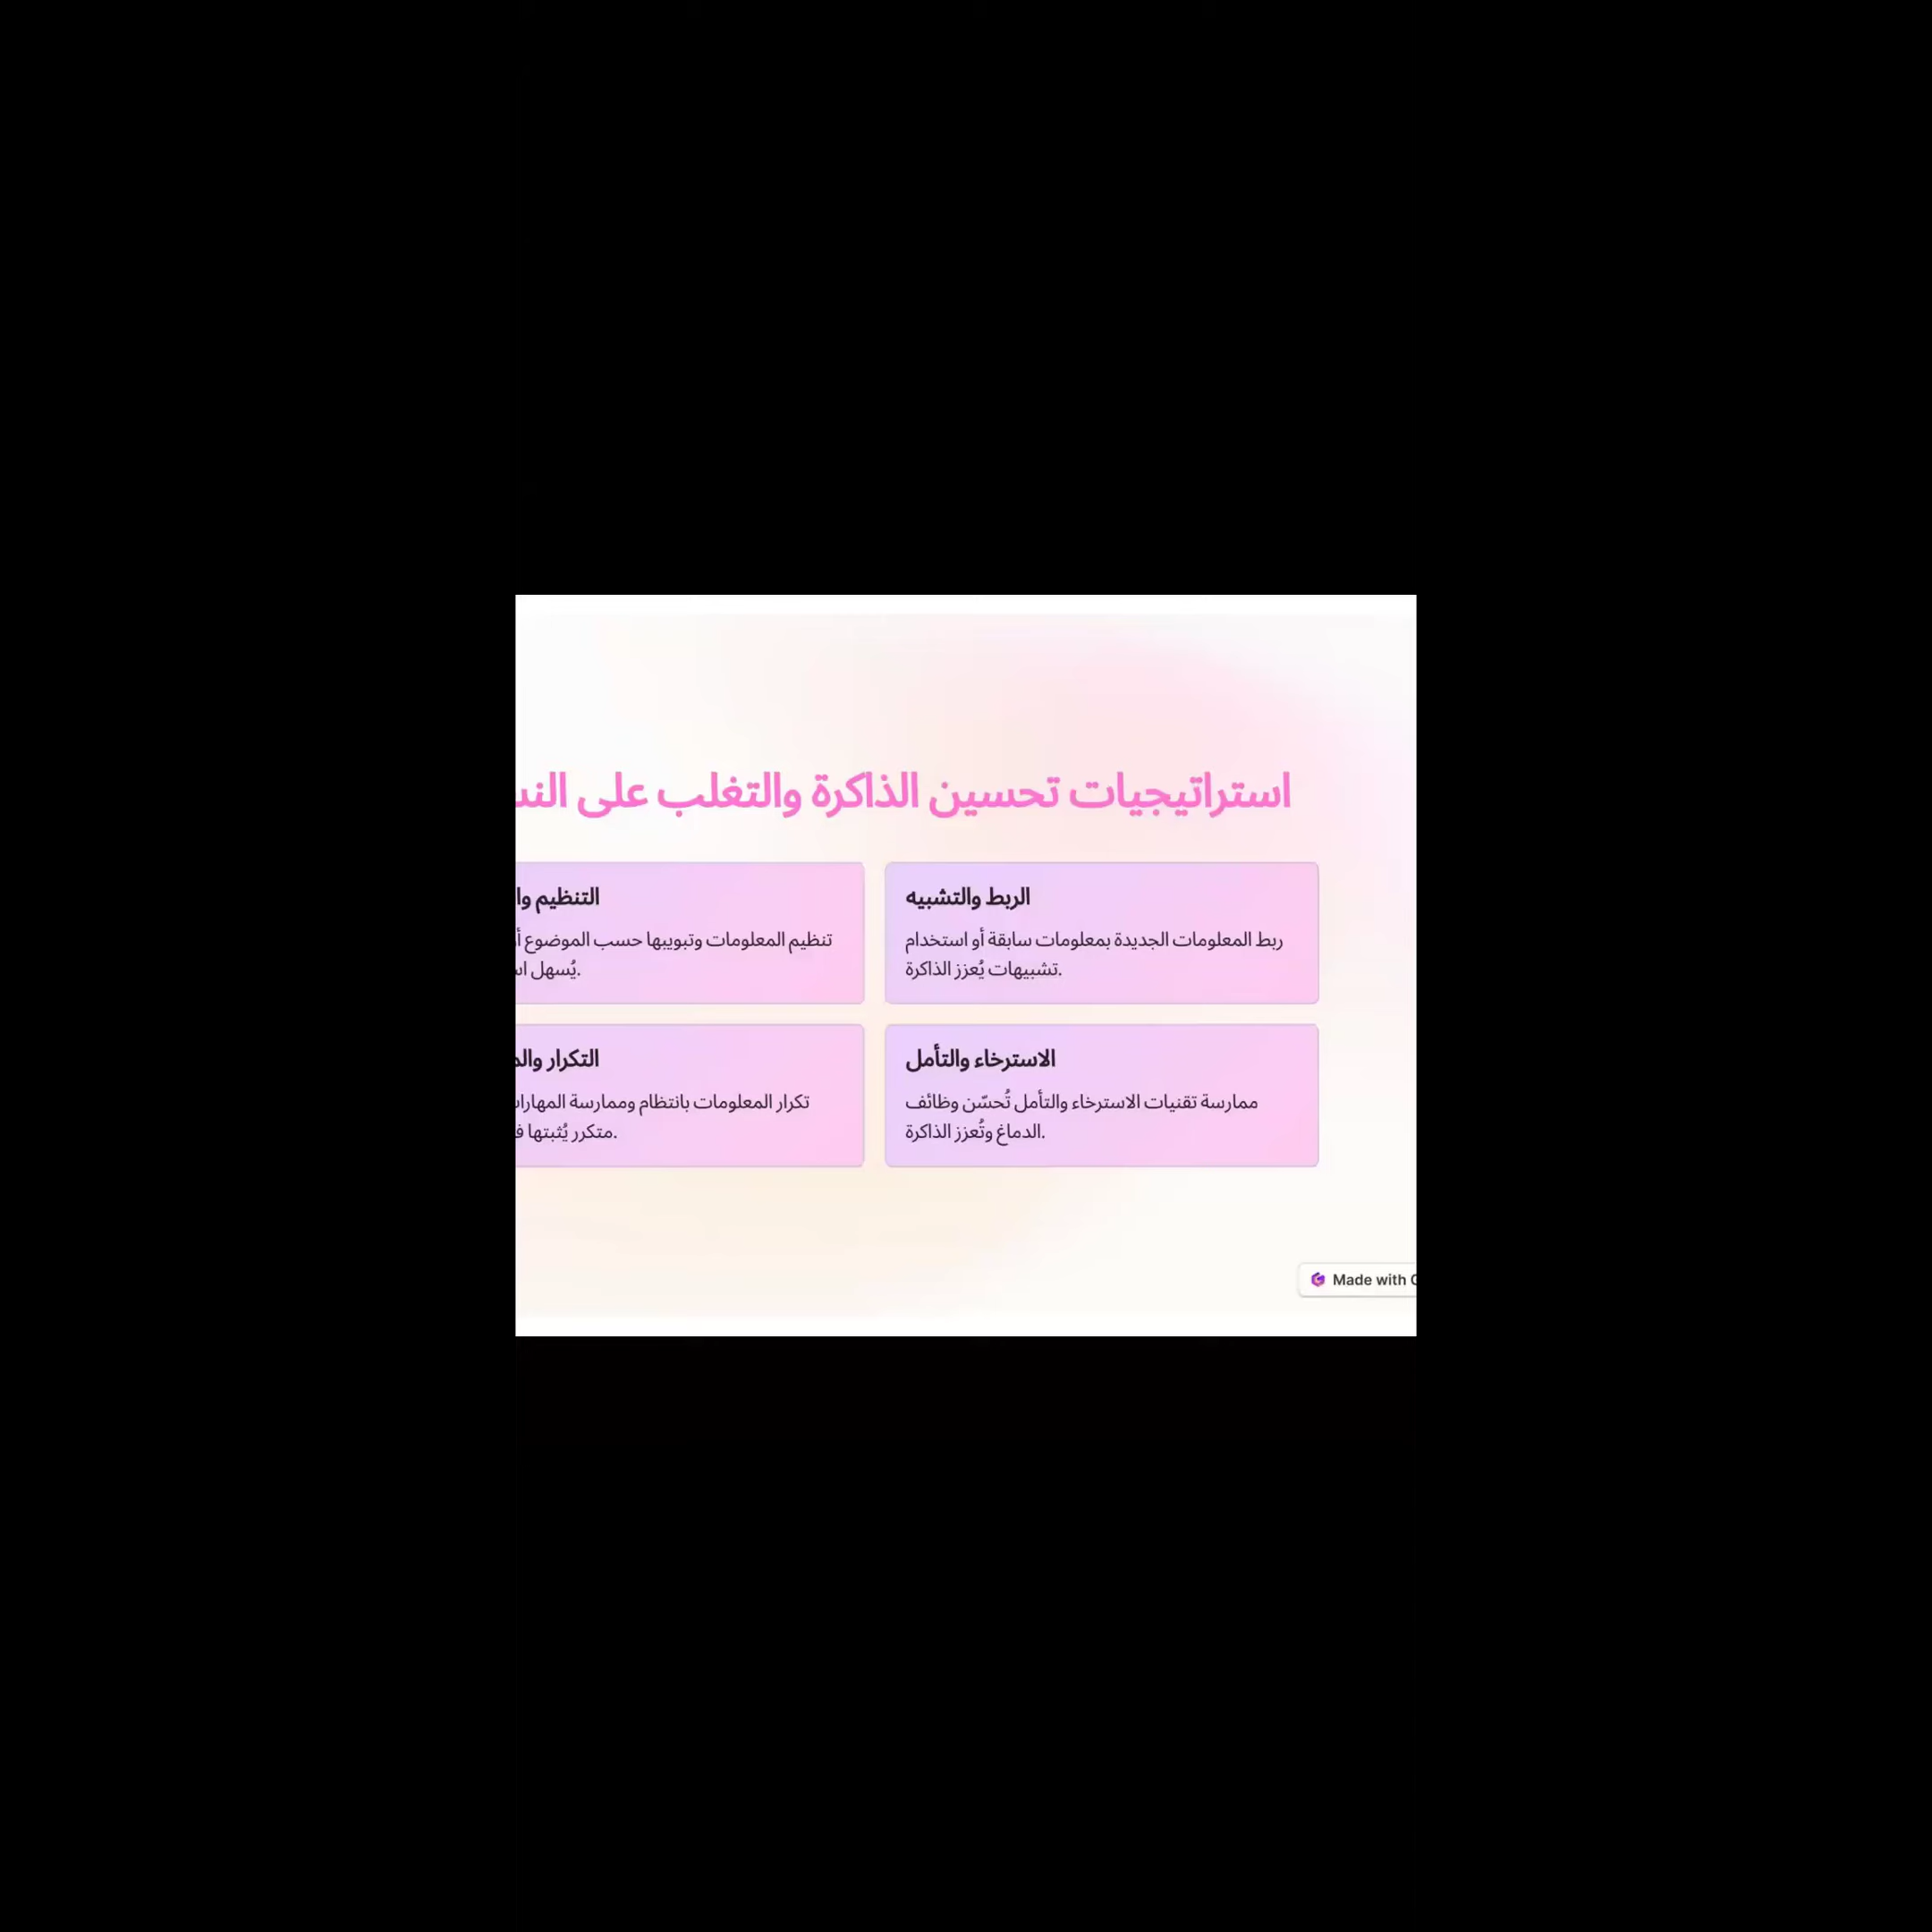 استراتيجيات تحسين الذاكرة والتغلب على
الربط والتشبيه
ربط المعلومات الجديدة بمعلومات سابقة أو استخدام
تشبيهات يُعزز الذاكرة.
التنظيم
تنظيم المعلومات وتبويبها حسب الموضوع
يُسهل
الاسترخاء والتأمل
ممارسة تقنيات الاسترخاء والتأمل تُحسّن وظائف
الدماغ وتُعزز الذاكرة.
التكرار
تكرار المعلومات بانتظام وممارسة
متكرر يُثبتها
Made with